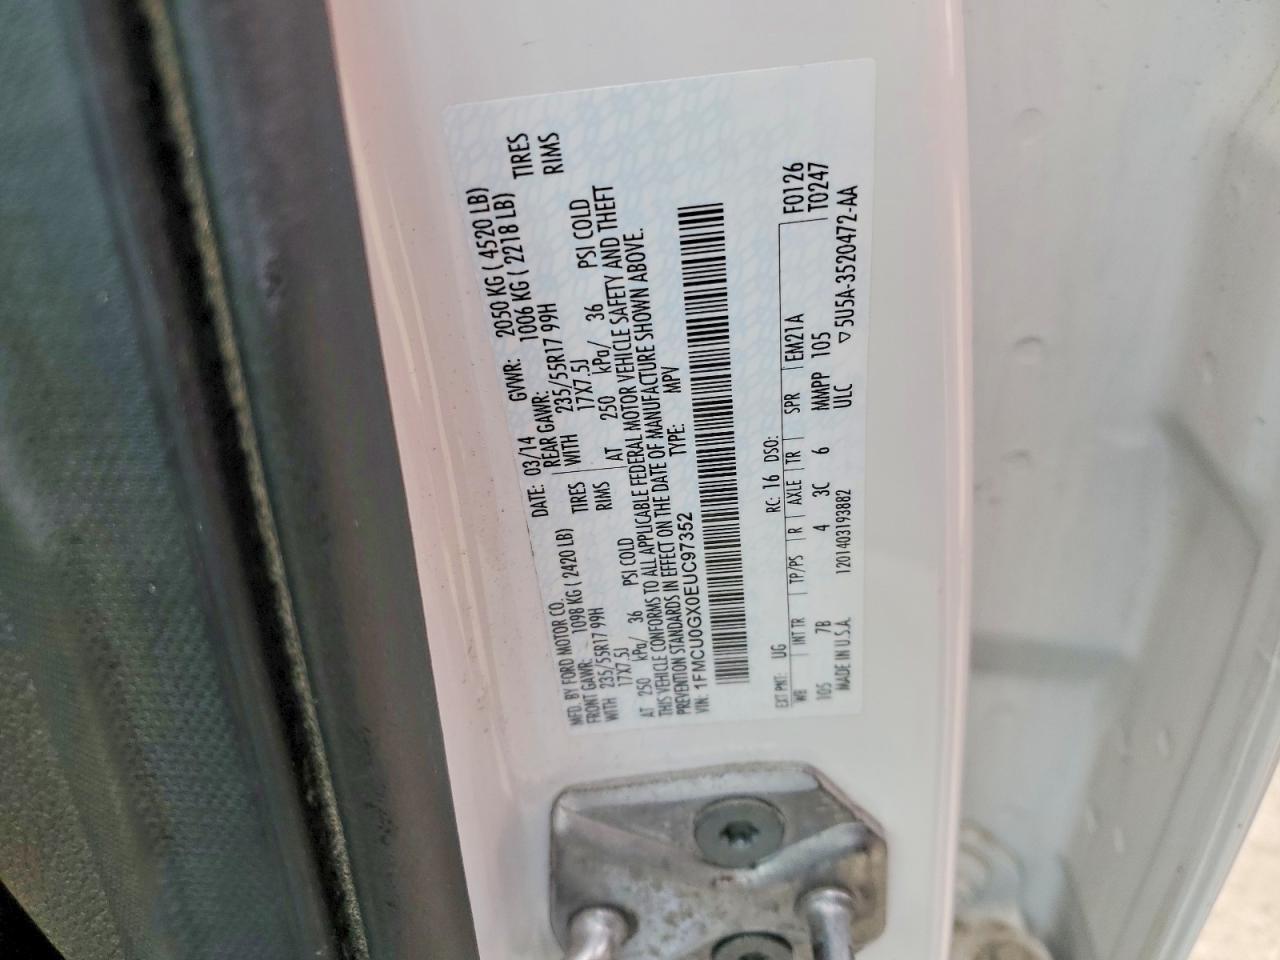 MFD. BY FORD MOTOR CO.
DATE: 03/14 GVWR: 2050 KG ( 4520 LB)
FRONT GAWR: 1098 KG ( 2420 LB)
REAR GAWR: 1006 KG ( 2218 LB)
WITH 235/55R17 99H TIRES
WITH 235/55R17 99H TIRES
17X7.5J RIMS
17X7.5J RIMS
AT 250 kPa/ 36 PSI COLD
AT 250 kPa/ 36 PSI COLD
THIS VEHICLE CONFORMS TO ALL APPLICABLE FEDERAL MOTOR VEHICLE SAFETY AND THEFT
PREVENTION STANDARDS IN EFFECT ON THE DATE OF MANUFACTURE SHOWN ABOVE.
VIN: 1FMCU0GX0EUC97352 TYPE: MPV
EXT PNT: UG RC: 16 DSO: F0126
WB INT TR TP/PS R AXLE TR SPR EM21A T0247
105 7B 4 3C 6 MMPP 105
MADE IN U.S.A. 1201403193882 ULC ▽5U5A-3520472-AA